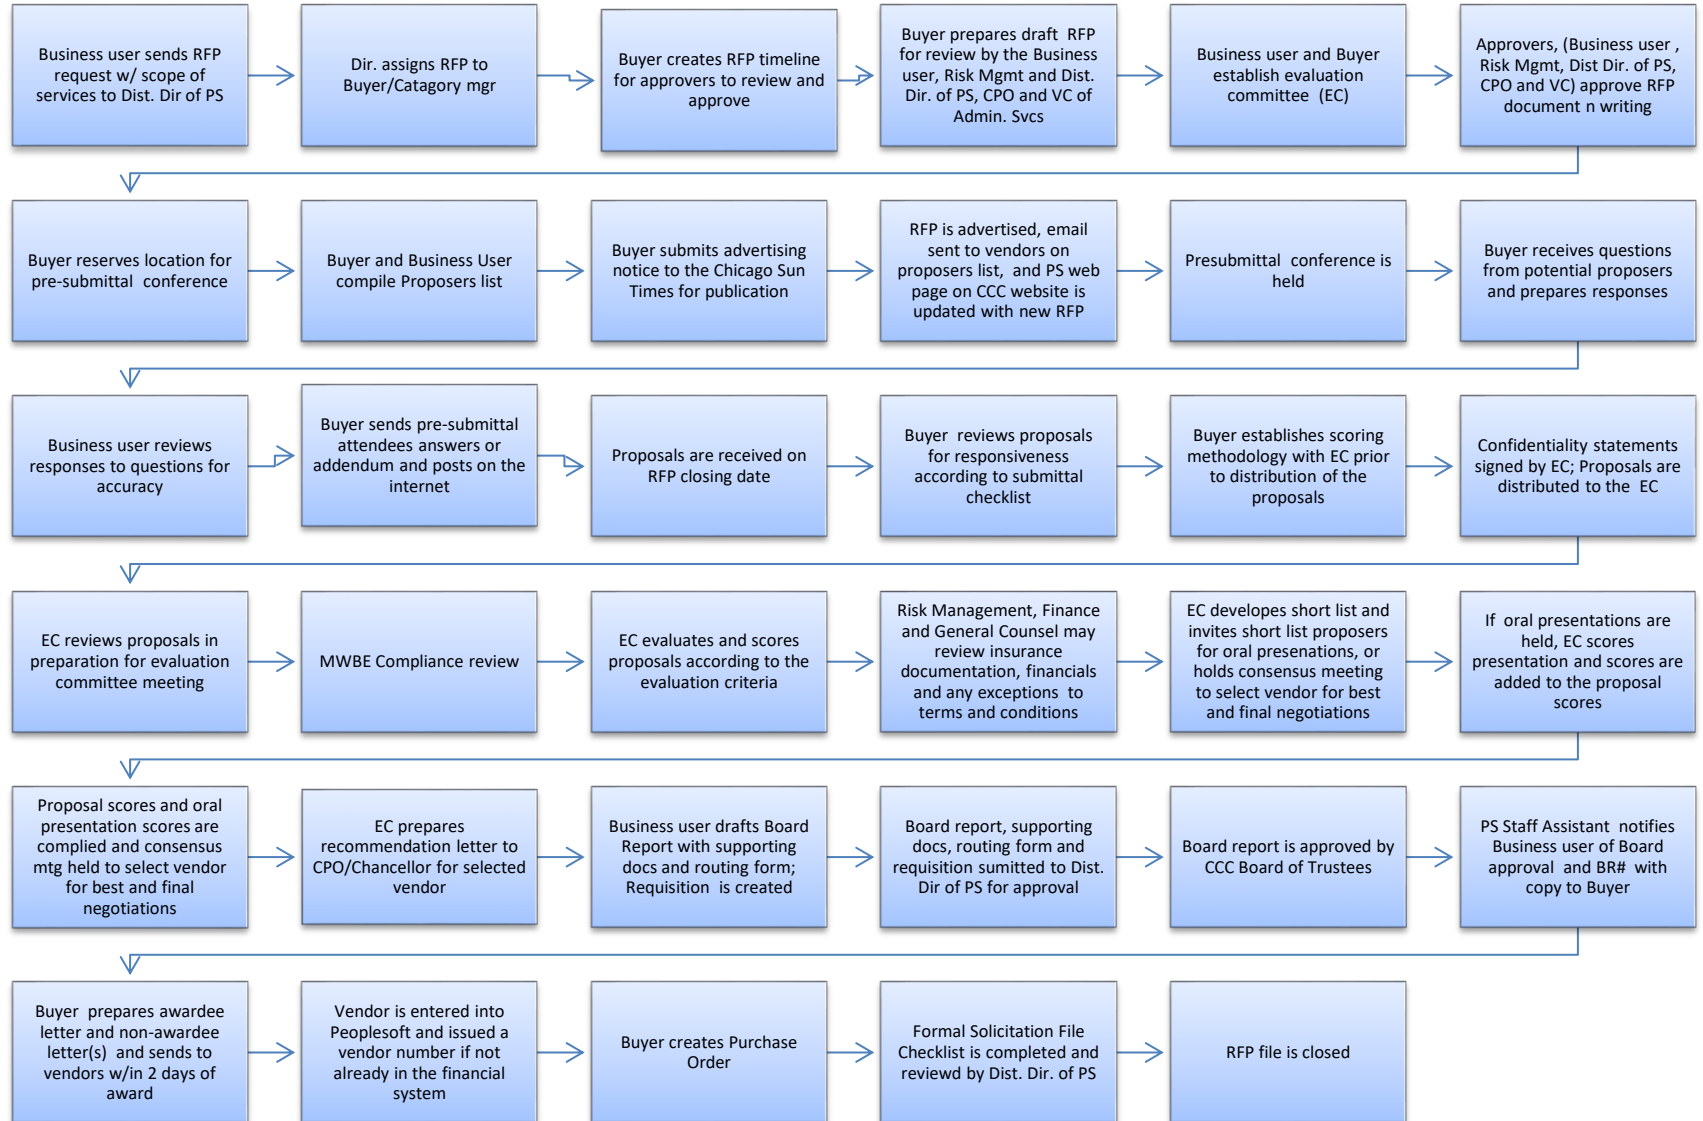 Business user sends RFP
request w/ scope of
services to Dist. Dir of PS
Dir. assigns RFP to
Buyer/Catagory mgr
Buyer creates RFP timeline
for approvers to review and
approve
Buyer prepares draft RFP
for review by the Business
user, Risk Mgmt and Dist.
Dir. of PS, CPO and VC of
Admin. Svcs
Business user and Buyer
establish evaluation
committee (EC)
Approvers, (Business user ,
Risk Mgmt, Dist Dir. of PS,
CPO and VC) approve RFP
document n writing
Buyer reserves location for
pre-submittal conference
Buyer and Business User
compile Proposers list
Buyer submits advertising
notice to the Chicago Sun
Times for publication
RFP is advertised, email
sent to vendors on
proposers list, and PS web
page on CCC website is
updated with new RFP
Presubmittal conference is
held
Buyer receives questions
from potential proposers
and prepares responses
Business user reviews
responses to questions for
accuracy
Buyer sends pre-submittal
attendees answers or
addendum and posts on the
internet
Proposals are received on
RFP closing date
Buyer reviews proposals
for responsiveness
according to submittal
checklist
Buyer establishes scoring
methodology with EC prior
to distribution of the
proposals
Confidentiality statements
signed by EC; Proposals are
distributed to the EC
EC reviews proposals in
preparation for evaluation
committee meeting
MWBE Compliance review
EC evaluates and scores
proposals according to the
evaluation criteria
Risk Management, Finance
and General Counsel may
review insurance
documentation, financials
and any exceptions to
terms and conditions
EC developes short list and
invites short list proposers
for oral presenations, or
holds consensus meeting
to select vendor for best
and final negotiations
If oral presentations are
held, EC scores
presentation and scores are
added to the proposal
scores
Proposal scores and oral
presentation scores are
complied and consensus
mtg held to select vendor
for best and final
negotiations
EC prepares
recommendation letter to
CPO/Chancellor for selected
vendor
Business user drafts Board
Report with supporting
docs and routing form;
Requisition is created
Board report, supporting
docs, routing form and
requisition sumitted to Dist.
Dir of PS for approval
Board report is approved by
CCC Board of Trustees
PS Staff Assistant notifies
Business user of Board
approval and BR# with
copy to Buyer
Buyer prepares awardee
letter and non-awardee
letter(s) and sends to
vendors w/in 2 days of
award
Vendor is entered into
Peoplesoft and issued a
vendor number if not
already in the financial
system
Buyer creates Purchase
Order
Formal Solicitation File
Checklist is completed and
reviewd by Dist. Dir. of PS
RFP file is closed